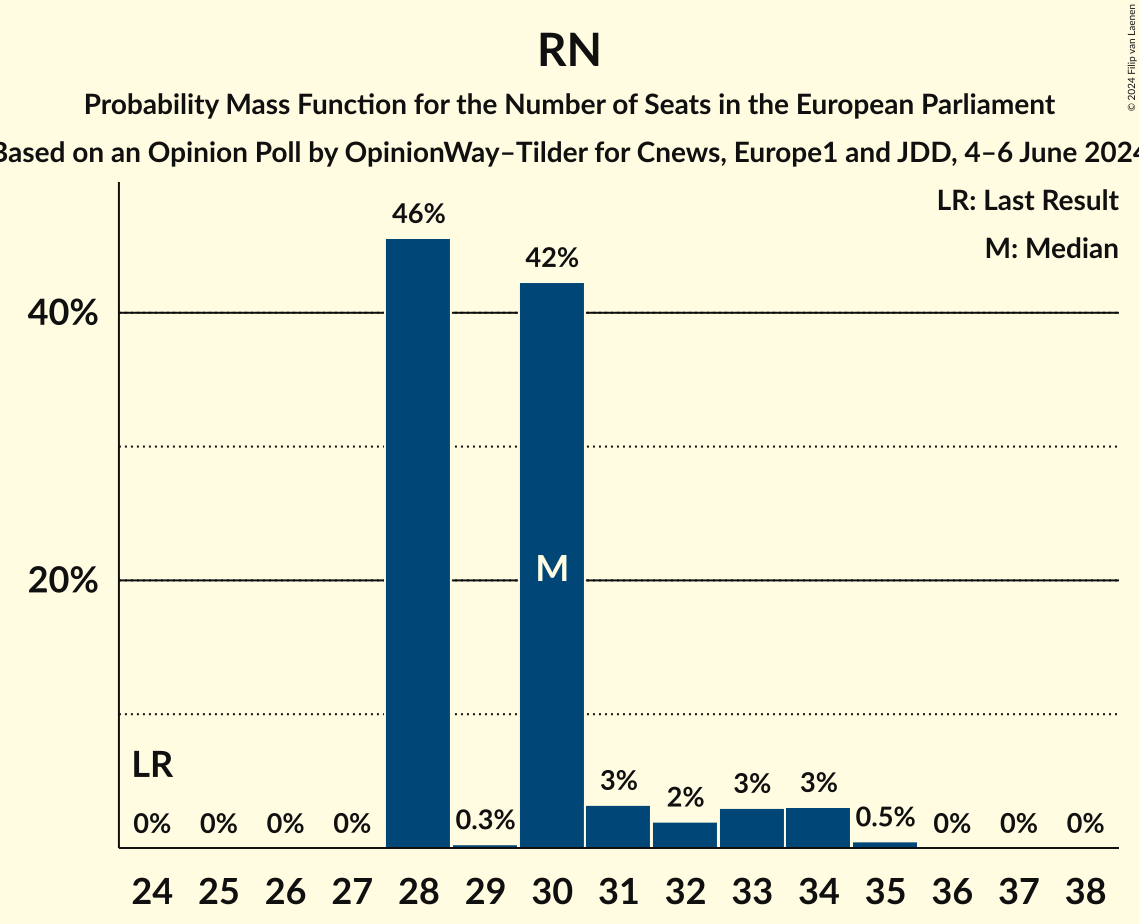 RN
Probability Mass Function for the Number of Seats in the European Parliament
Based on an Opinion Poll by OpinionWay–Tilder for Cnews, Europe1 and JDD, 4–6 June 2024
© 2024 Filip van Laenen
LR: Last Result
M: Median
46%
42%
40%
M
20%
LR
0% 0% 0% 0% 0.3% 3% 2% 3% 3% 0.5% 0% 0% 0%
24 25 26 27 28 29 30 31 32 33 34 35 36 37 38